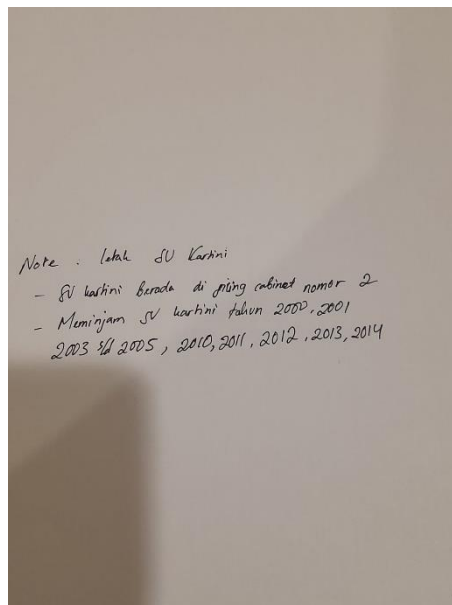 Note : letak SU Kartini
- SU kartini Berada di filing cabinet nomor 2
- Meminjam SU kartini tahun 2000, 2001
2003 s/d 2005, 2010, 2011, 2012, 2013, 2014